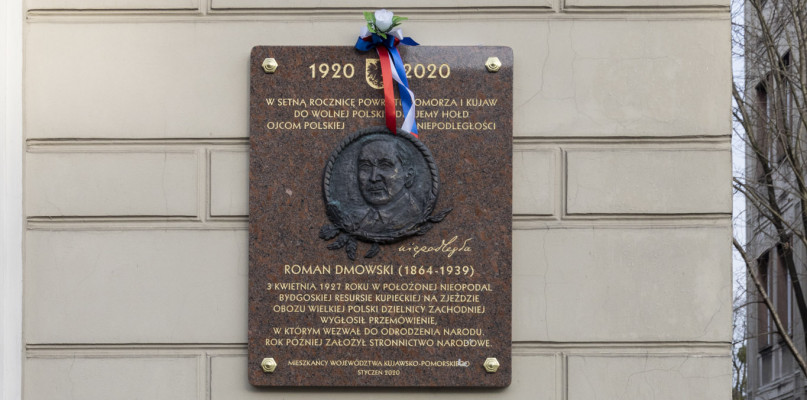 1920 2020
W SETNĄ ROCZNICĘ POWROTU POMORZA I KUJAW
DO WOLNEJ POLSKI ODDAJEMY HOŁD
OJCOM POLSKIEJ NIEPODLEGŁOŚCI
niepodległa
ROMAN DMOWSKI (1864-1939)
3 KWIETNIA 1927 ROKU W POŁOŻONEJ NIEOPODAL
BYDGOSKIEJ RESURSIE KUPIECKIEJ NA ZJEŹDZIE
OBOZU WIELKIEJ POLSKI DZIELNICY ZACHODNIEJ
WYGŁOSIŁ PRZEMÓWIENIE,
W KTÓRYM WEZWAŁ DO ODRODZENIA NARODU.
ROK PÓŹNIEJ ZAŁOŻYŁ STRONNICTWO NARODOWE.
MIESZKAŃCY WOJEWÓDZTWA KUJAWSKO-POMORSKIEGO
STYCZEŃ 2020